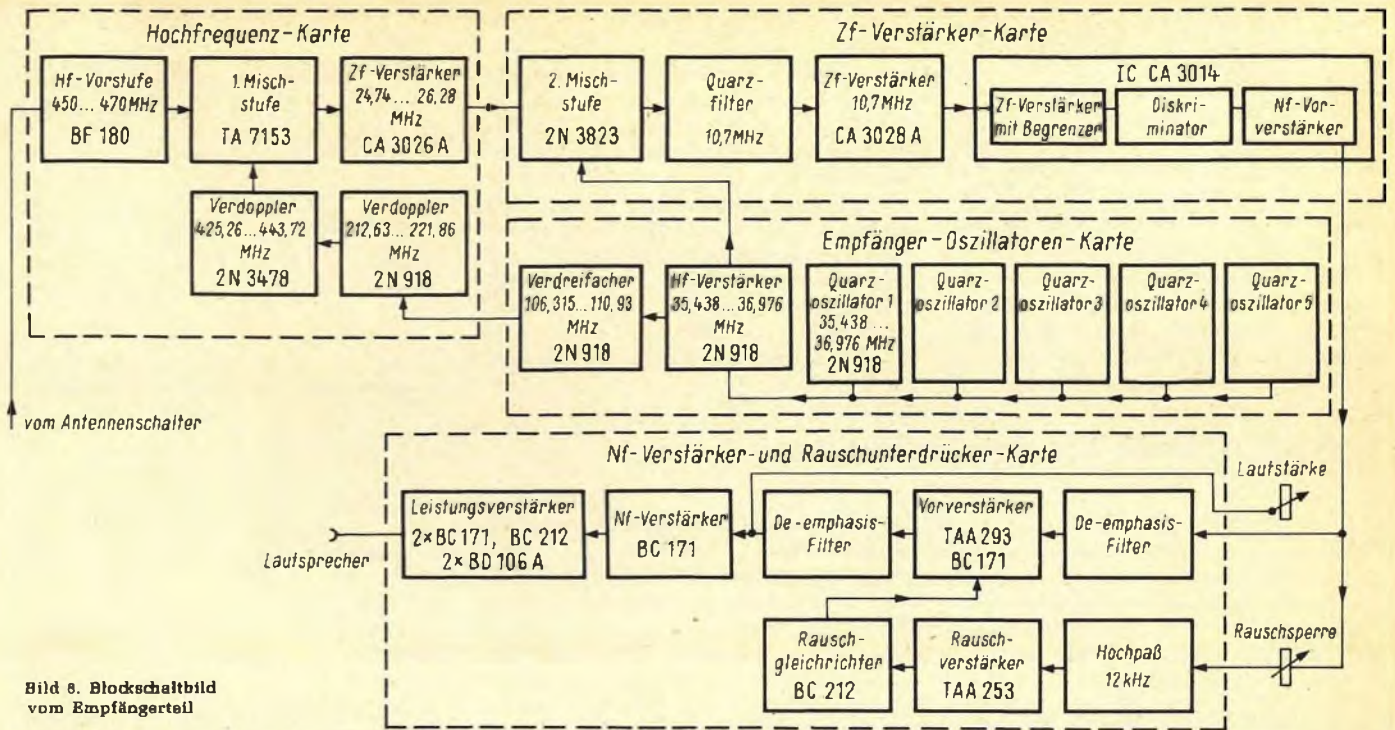 Hochfrequenz-Karte
Hf-Vorstufe
450... 470MHz
BF 180
1. Misch-
stufe
TA 7153
Zf-Verstärker
24,74 ... 26,28
MHz
CA 3026 A
Verdoppler
425,26...443,72
MHz
2N 3478
Verdoppler
212,63 ... 221,86
MHz
2N 918
vom Antennenschalter
Zf-Verstärker-Karte
2. Misch-
stufe
2N 3823
Quarz-
filter
10,7MHz
Zf-Verstärker
10,7 MHz
CA 3028 A
IC CA 3014
Zf-Verstärker
mit Begrenzer
Diskri-
minator
Nf-Vor-
verstärker
Empfänger-Oszillatoren-Karte
Verdreifacher
106,315...110,93
MHz
2N 918
Hf-Verstärker
35,438...36,976
MHz
2N 918
Quarz-
oszillator 1
35,438 ...
36,976 MHz
2N 918
Quarz-
oszillator 2
Quarz-
oszillator 3
Quarz-
oszillator 4
Quarz-
oszillator 5
Nf-Verstärker-und Rauschunterdrücker-Karte
Lautstärke
Leistungsverstärker
2×BC 171, BC 212
2× BD 106 A
Nf-Verstärker
BC 171
De-emphasis-
Filter
Vorverstärker
TAA 293
BC 171
De-emphasis-
Filter
Lautsprecher
Rausch-
gleichrichter
BC 212
Rausch-
verstärker
TAA 253
Hochpaß
12 kHz
Rauschsperre
Bild 6. Blockschaltbild
vom Empfängerteil